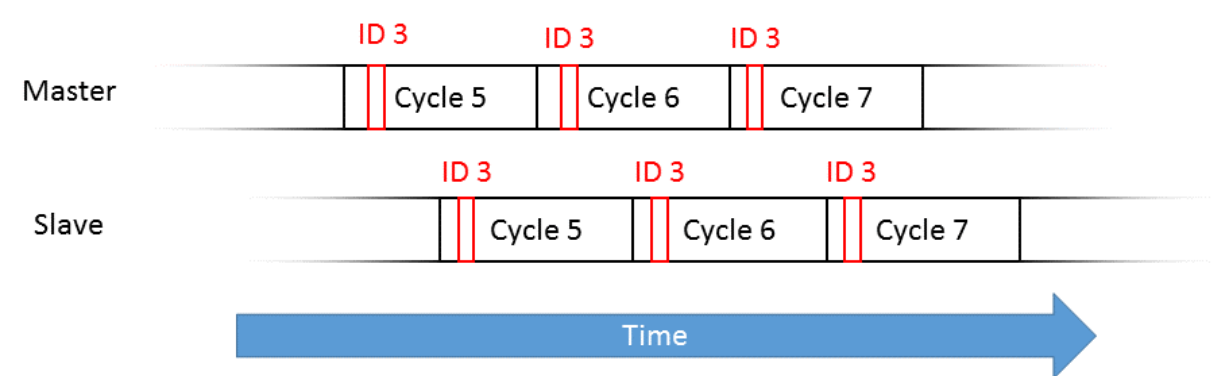 ID 3 ID 3 ID 3
Master Cycle 5 Cycle 6 Cycle 7
ID 3 ID 3 ID 3
Slave Cycle 5 Cycle 6 Cycle 7
Time